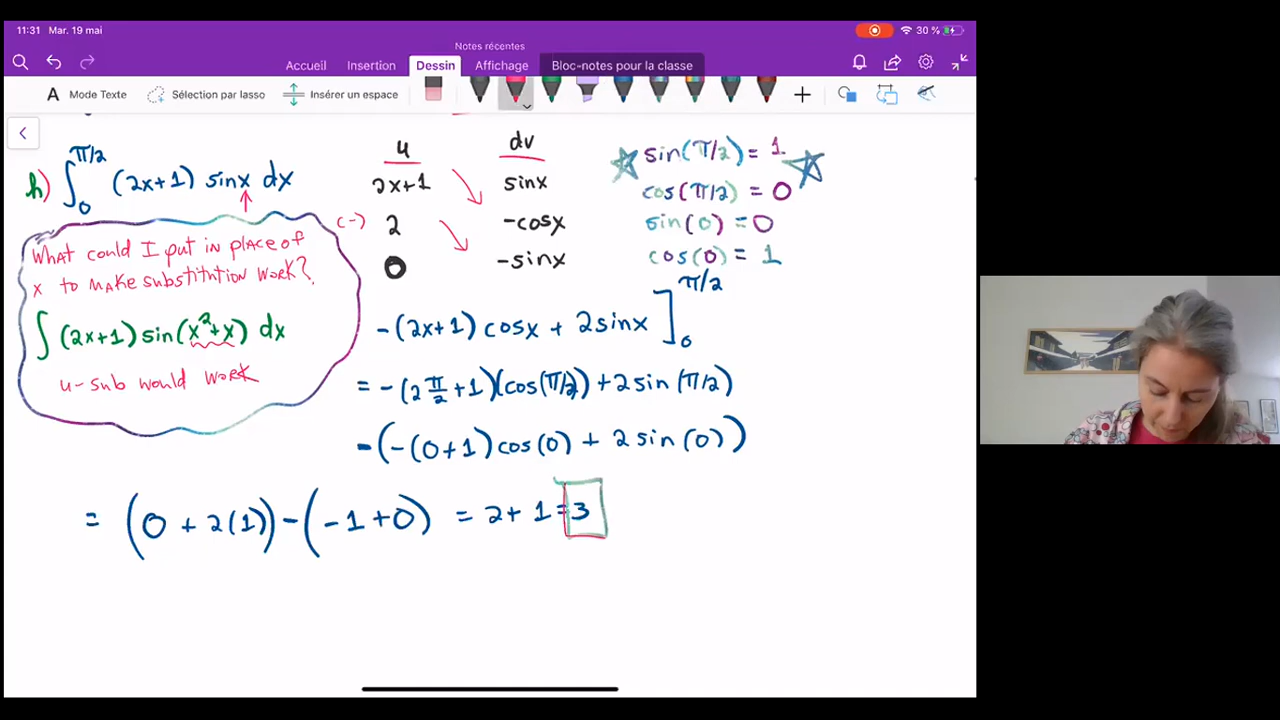 11:31 Mar. 19 mai
30 %
Notes récentes
Accueil Insertion Dessin Affichage Bloc-notes pour la classe
A Mode Texte Sélection par lasso Insérer un espace
h) ∫₀^π/2 (2x+1) sinx dx
What could I put in place of
x to make substitution work?
∫ (2x+1) sin(x²+x) dx
u-sub would work
u dv
2x+1 sinx
(-) 2 -cosx
0 -sinx
sin(π/2) = 1
cos(π/2) = 0
sin(0) = 0
cos(0) = 1
-(2x+1) cosx + 2sinx ]₀^π/2
= -(2 π/2 +1)(cos(π/2)) + 2sin(π/2)
-(-(0+1) cos(0) + 2 sin(0))
= (0 + 2(1)) - (-1+0) = 2+1 = 3